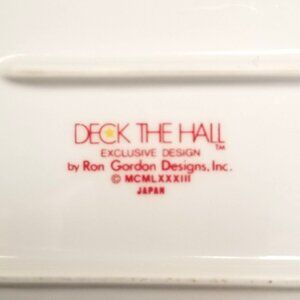 DECK THE HALL™
EXCLUSIVE DESIGN
by Ron Gordon Designs, Inc.
© MCMLXXXIII
JAPAN